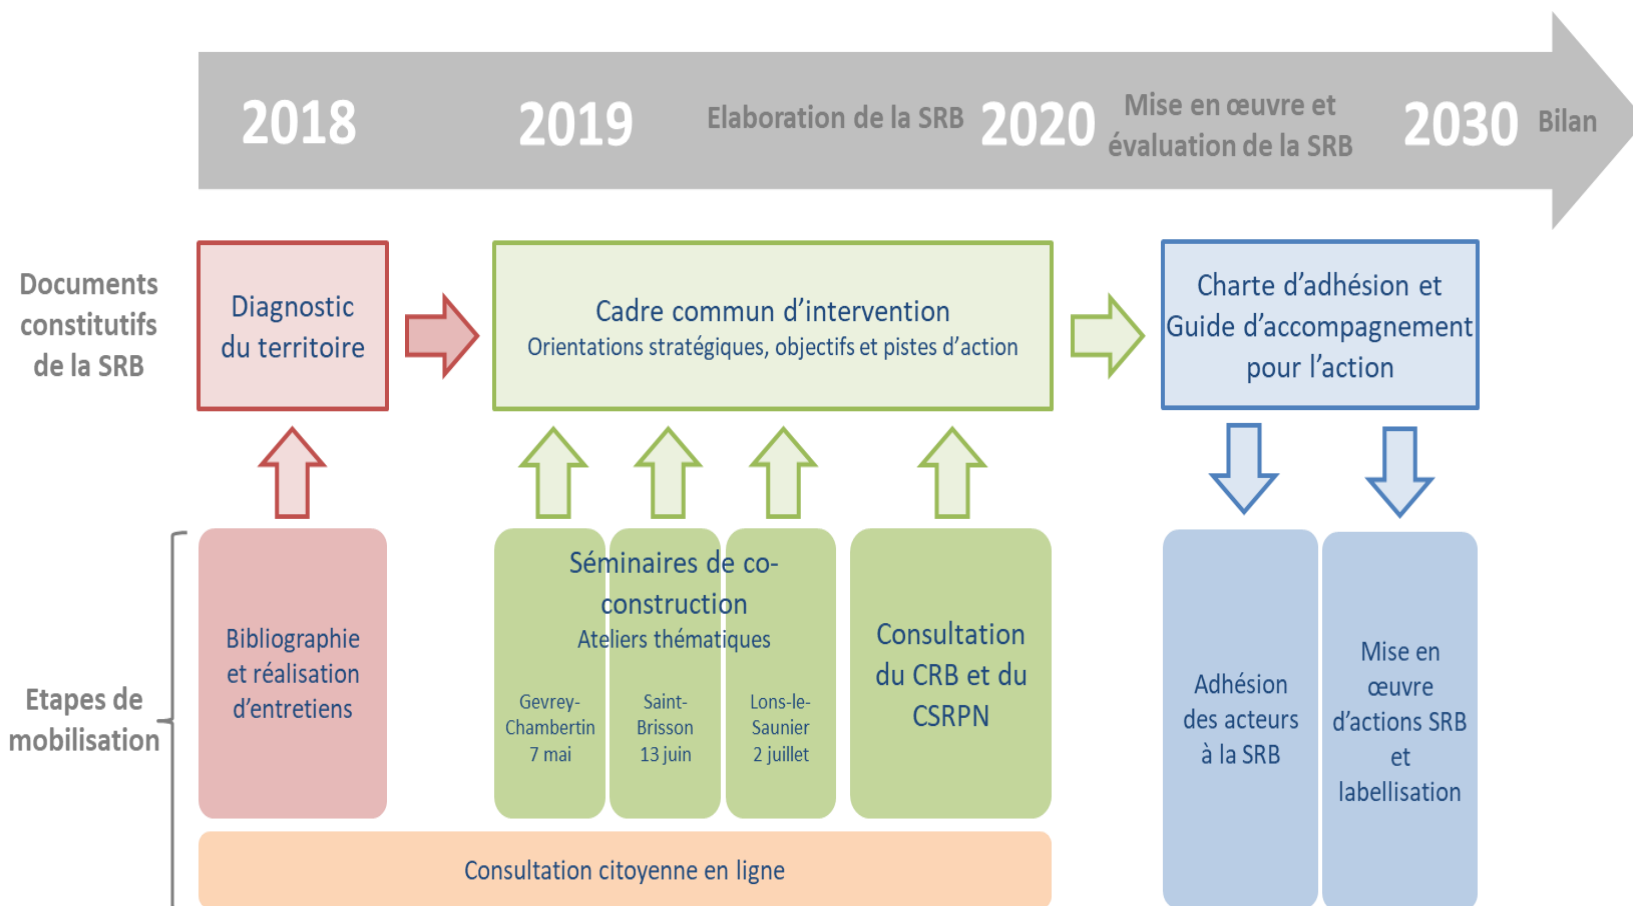 2018
2019
Elaboration de la SRB
2020
Mise en œuvre et
évaluation de la SRB
2030
Bilan
Documents
constitutifs
de la SRB
Diagnostic
du territoire
Cadre commun d'intervention
Orientations stratégiques, objectifs et pistes d'action
Charte d'adhésion et
Guide d'accompagnement
pour l'action
Etapes de
mobilisation
Bibliographie
et réalisation
d'entretiens
Séminaires de co-
construction
Ateliers thématiques
Gevrey-
Chambertin
7 mai
Saint-
Brisson
13 juin
Lons-le-
Saunier
2 juillet
Consultation
du CRB et du
CSRPN
Adhésion
des acteurs
à la SRB
Mise en
œuvre
d'actions SRB
et
labellisation
Consultation citoyenne en ligne